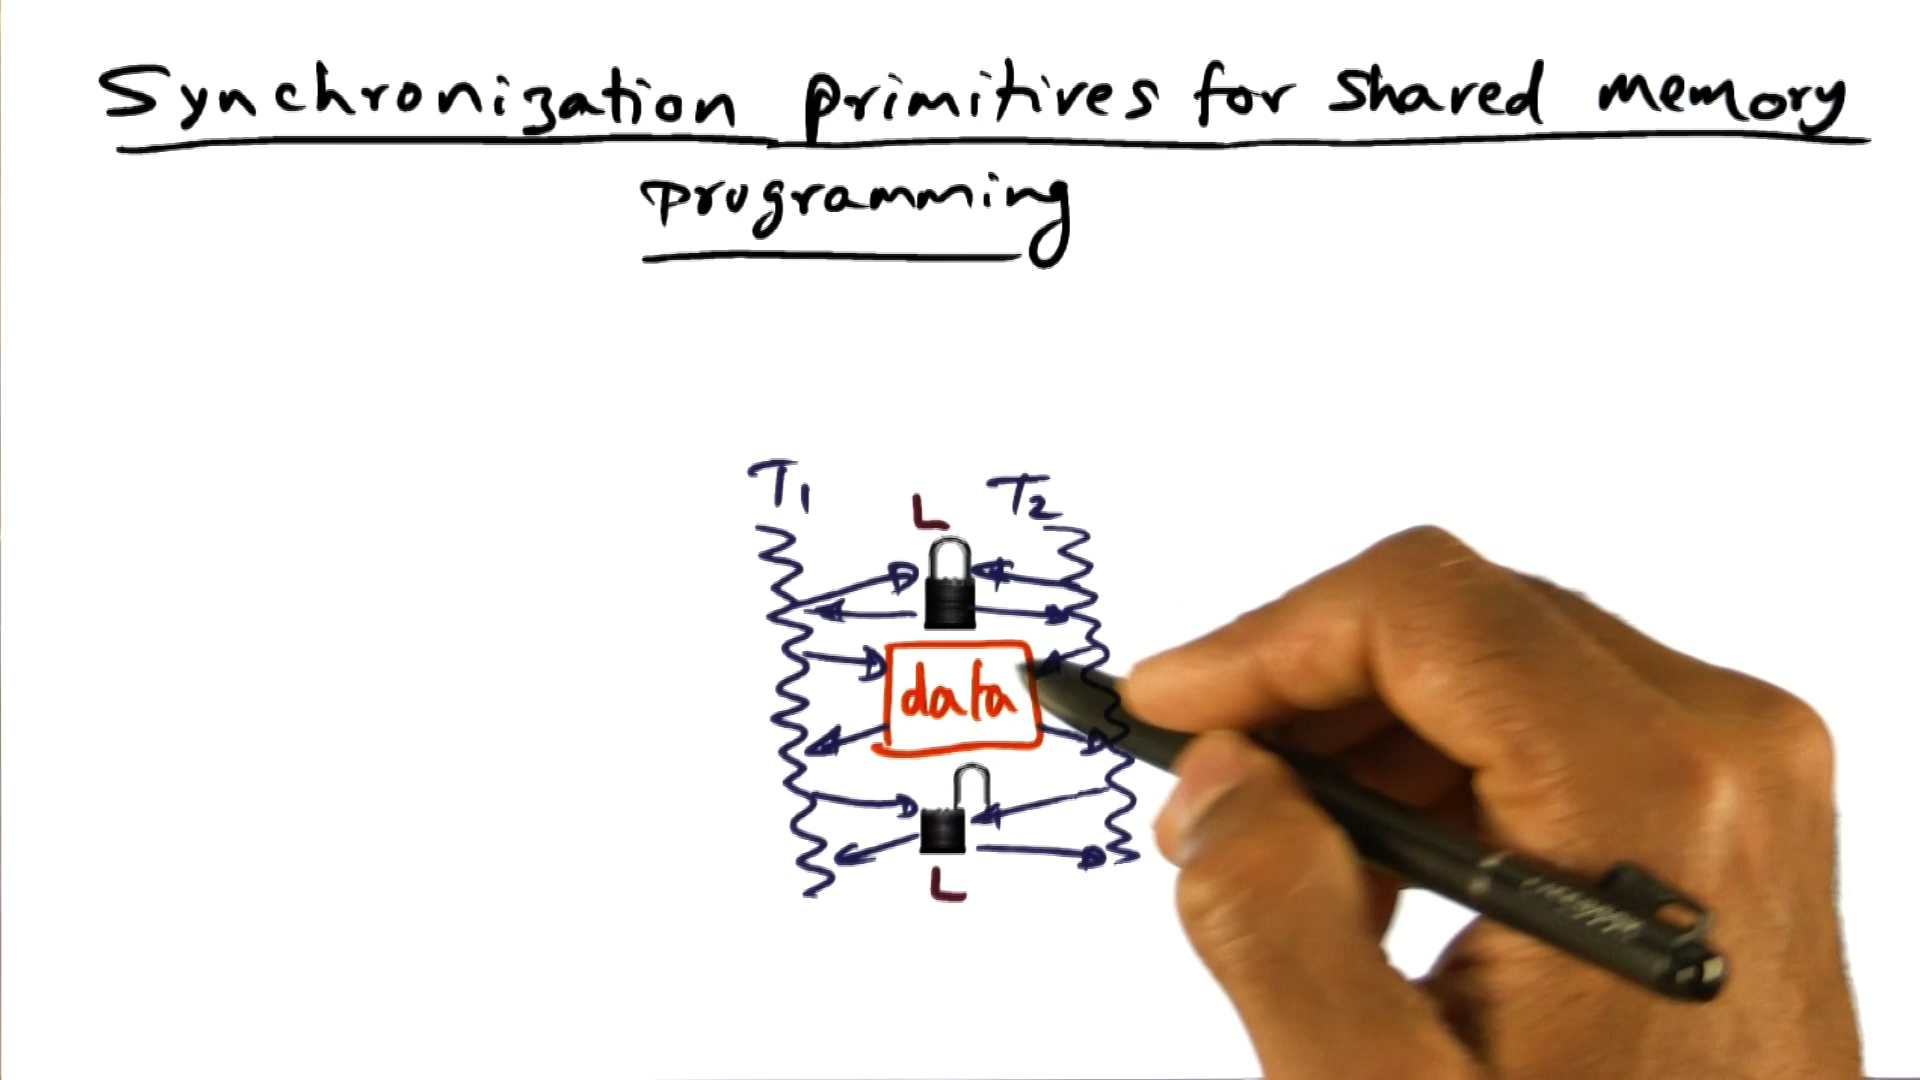 Synchronization primitives for shared memory
programming
T1
L
T2
data
L